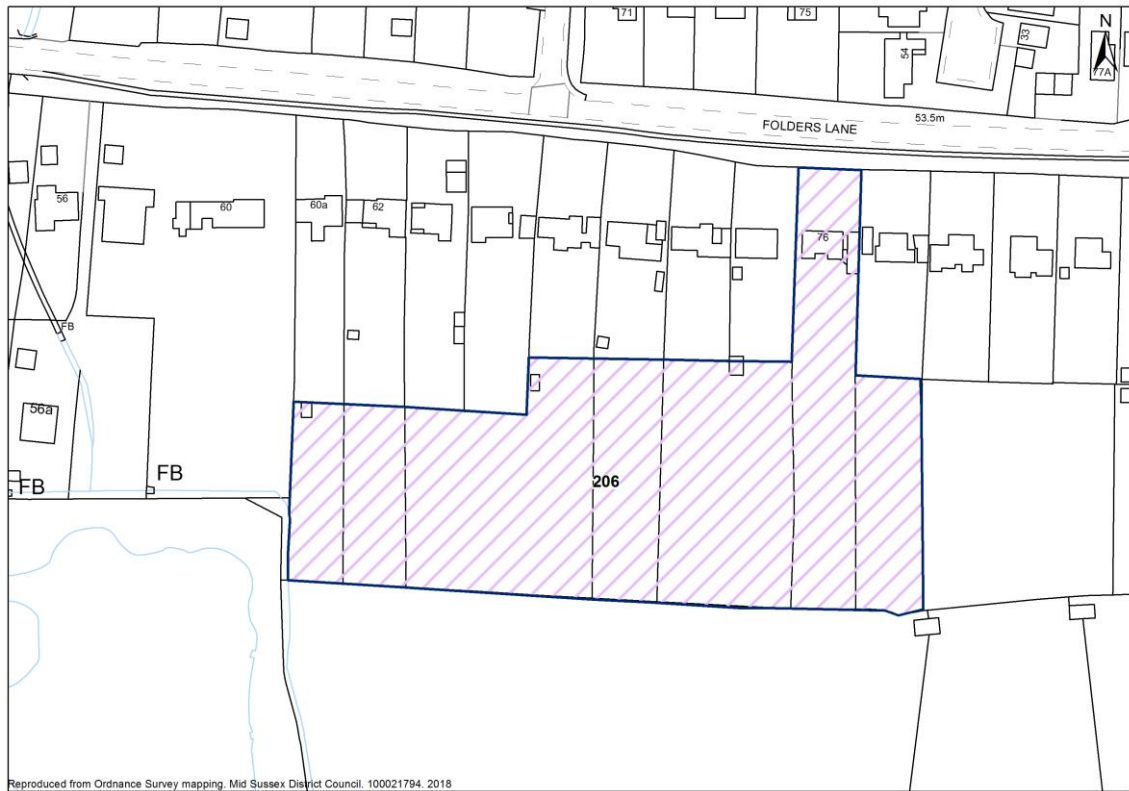 71
75
54
33
N
77A
FOLDERS LANE
53.5m
56
60
60a
62
76
FB
56a
FB
FB
206
Reproduced from Ordnance Survey mapping. Mid Sussex District Council. 100021794. 2018